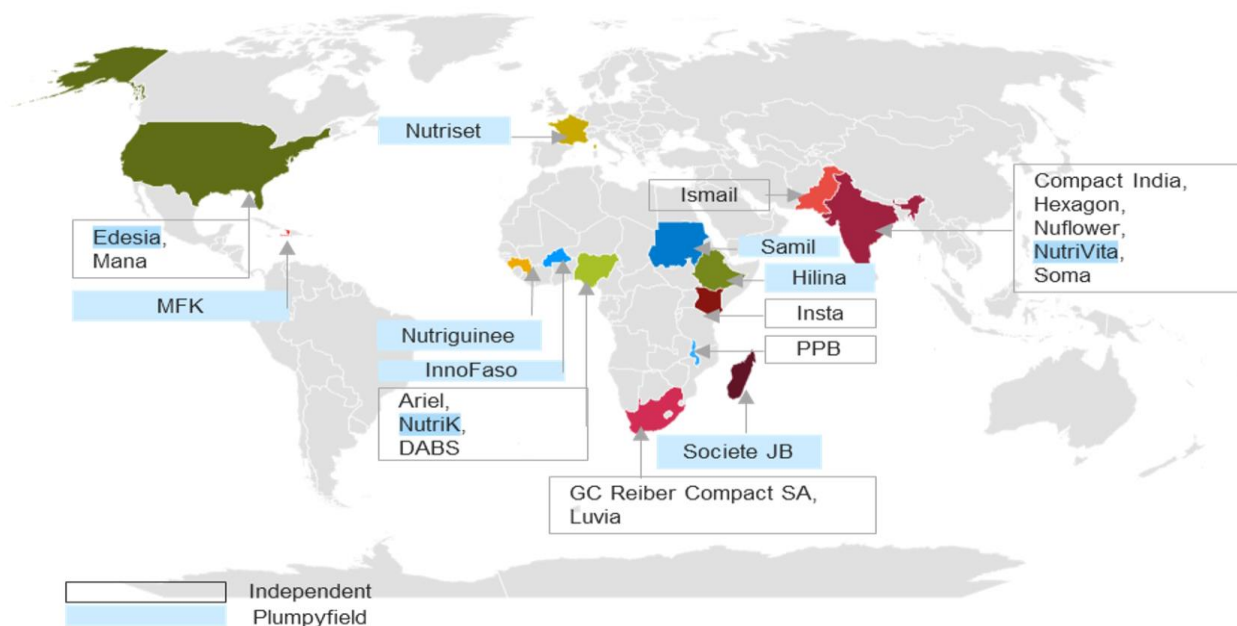 Nutriset
Ismail
Compact India,
Hexagon,
Nuflower,
NutriVita,
Soma
Edesia,
Mana
Samil
MFK
Hilina
Nutriguinee
Insta
InnoFaso
PPB
Ariel,
NutriK,
DABS
Societe JB
GC Reiber Compact SA,
Luvia
Independent
Plumpyfield